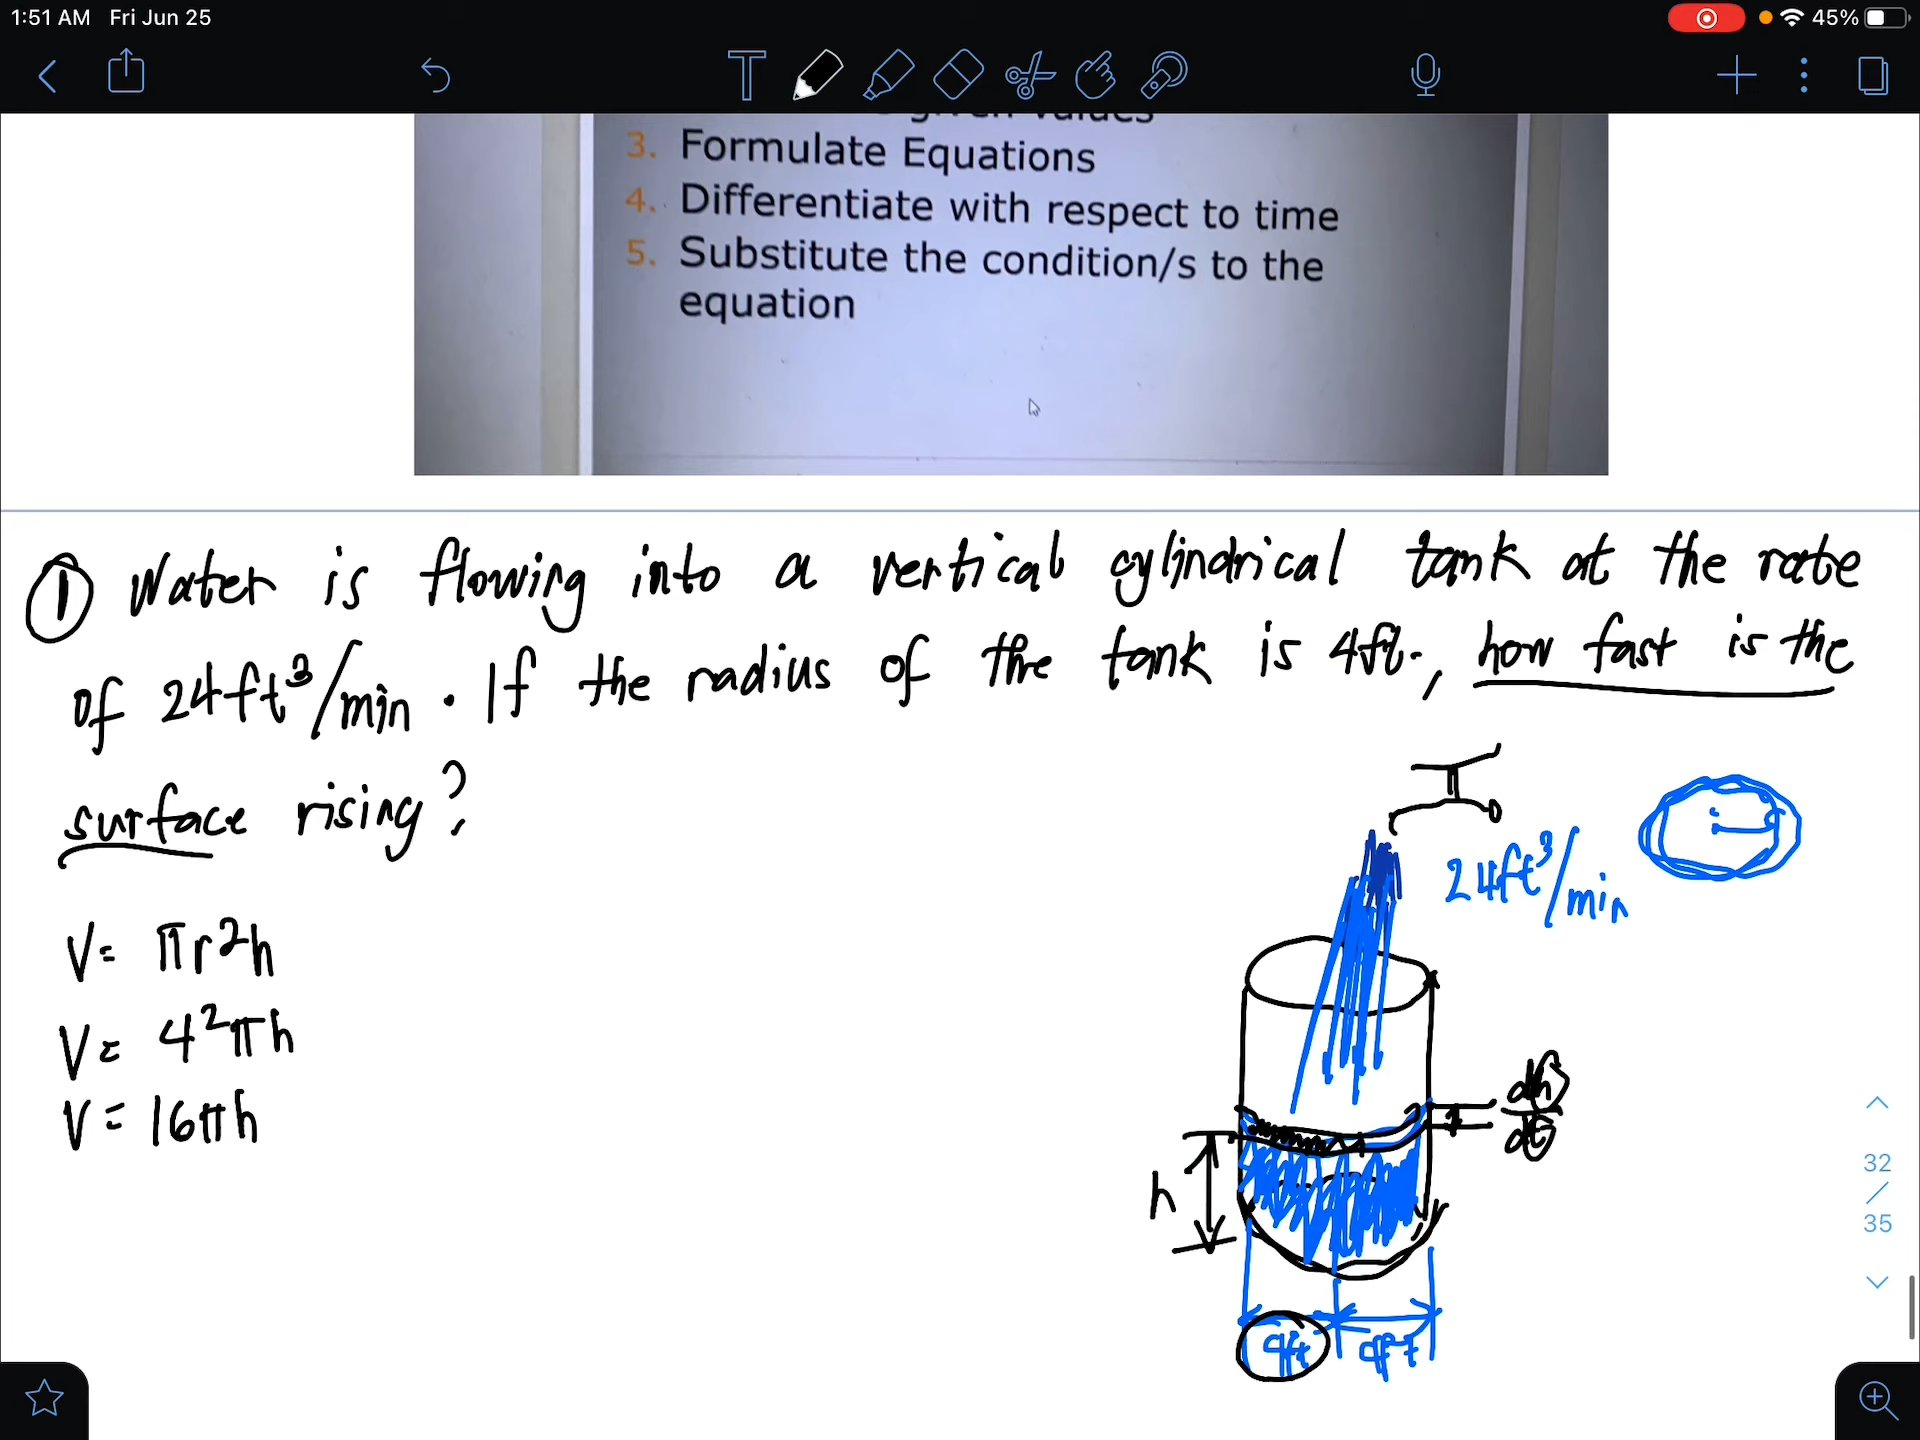 1:51 AM Fri Jun 25
45%
3. Formulate Equations
4. Differentiate with respect to time
5. Substitute the condition/s to the
equation
① Water is flowing into a vertical cylindrical tank at the rate
of 24ft³/min. If the radius of the tank is 4ft., how fast is the
surface rising?
24ft³/min
V= πr²h
V= 4²πh
V= 16πh
dh
dt
h
4ft 4ft
32
/
35